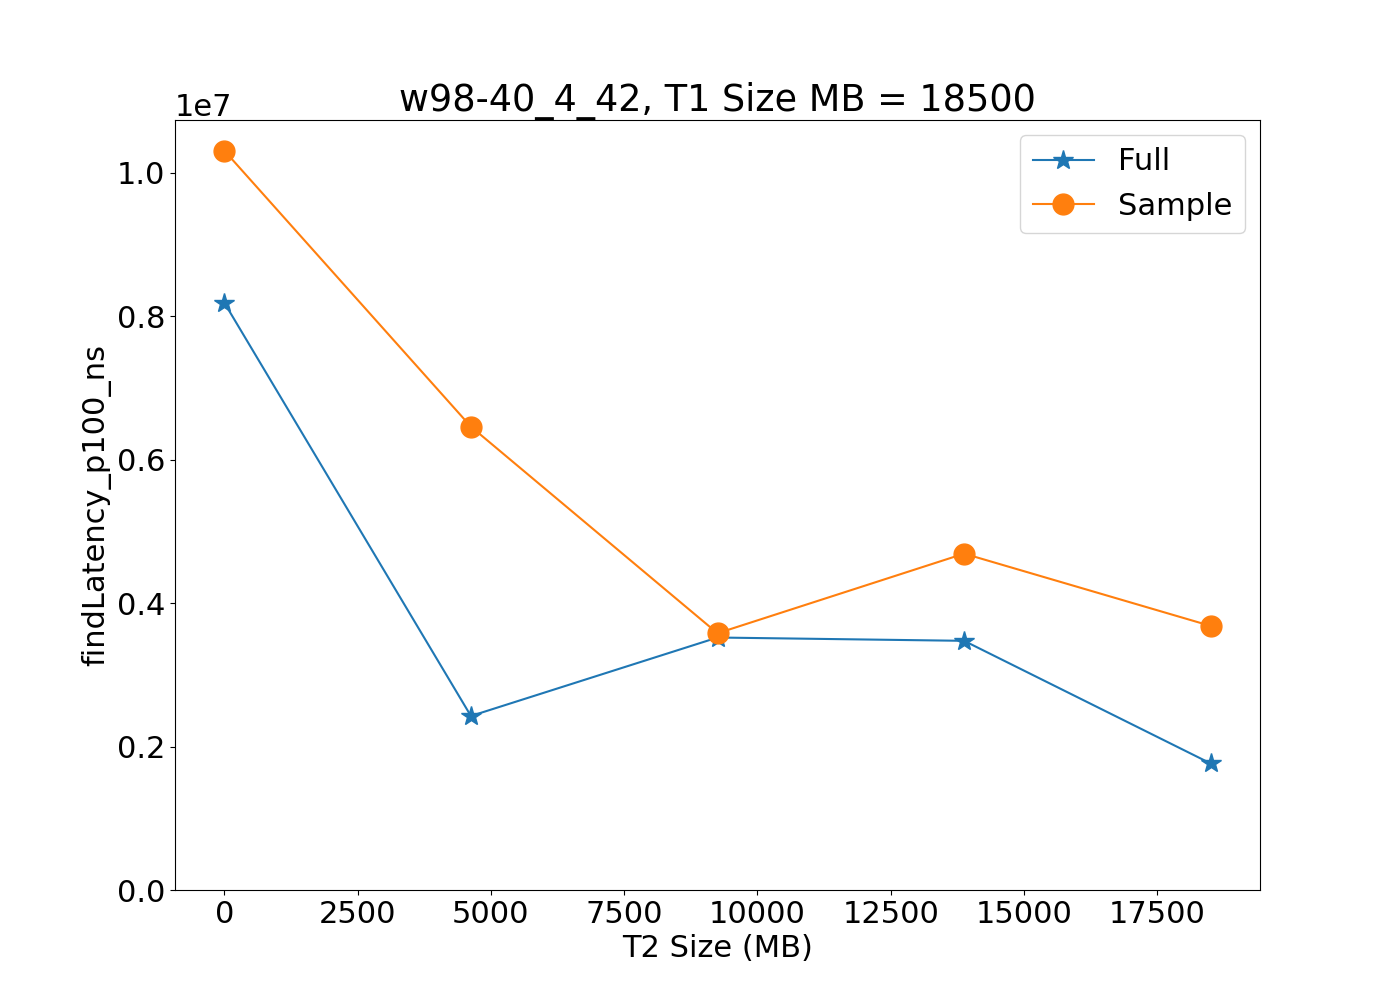 w98-40_4_42, T1 Size MB = 18500
1e7
Full
Sample
1.0
0.8
0.6
0.4
0.2
0.0
findLatency_p100_ns
0 2500 5000 7500 10000 12500 15000 17500
T2 Size (MB)